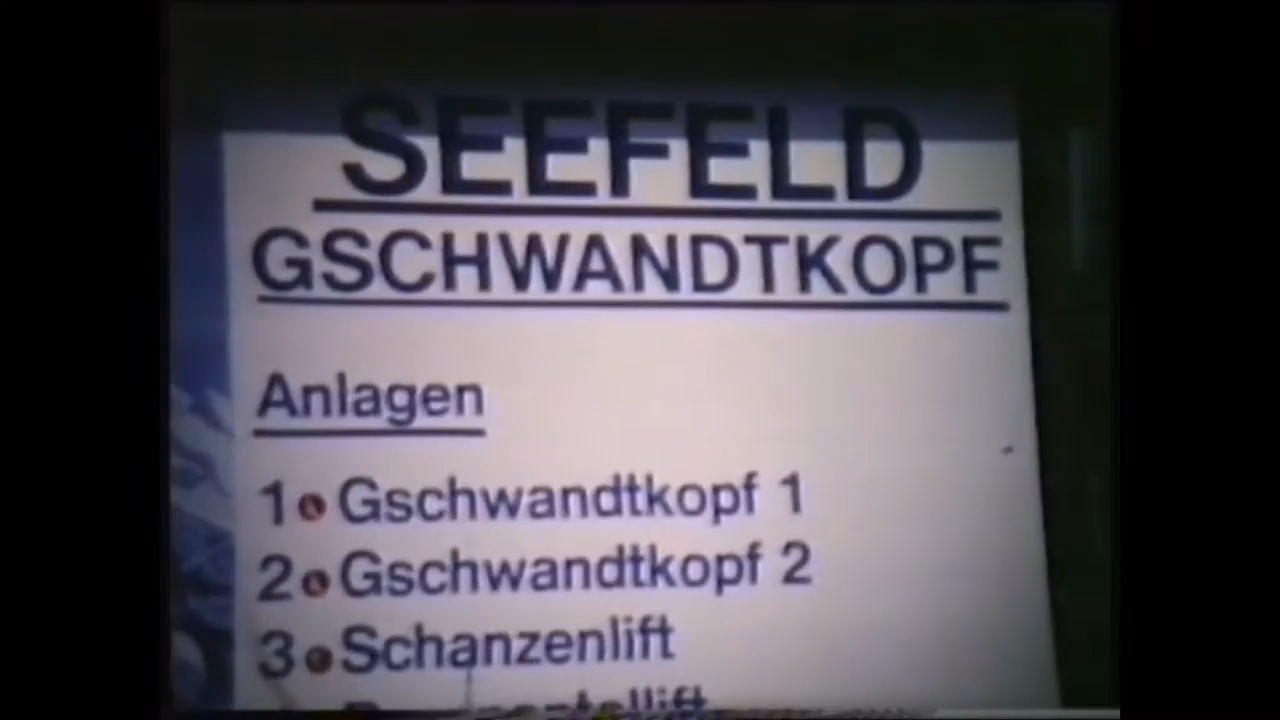 SEEFELD
GSCHWANDTKOPF
Anlagen
1 Gschwandtkopf 1
2 Gschwandtkopf 2
3 Schanzenlift